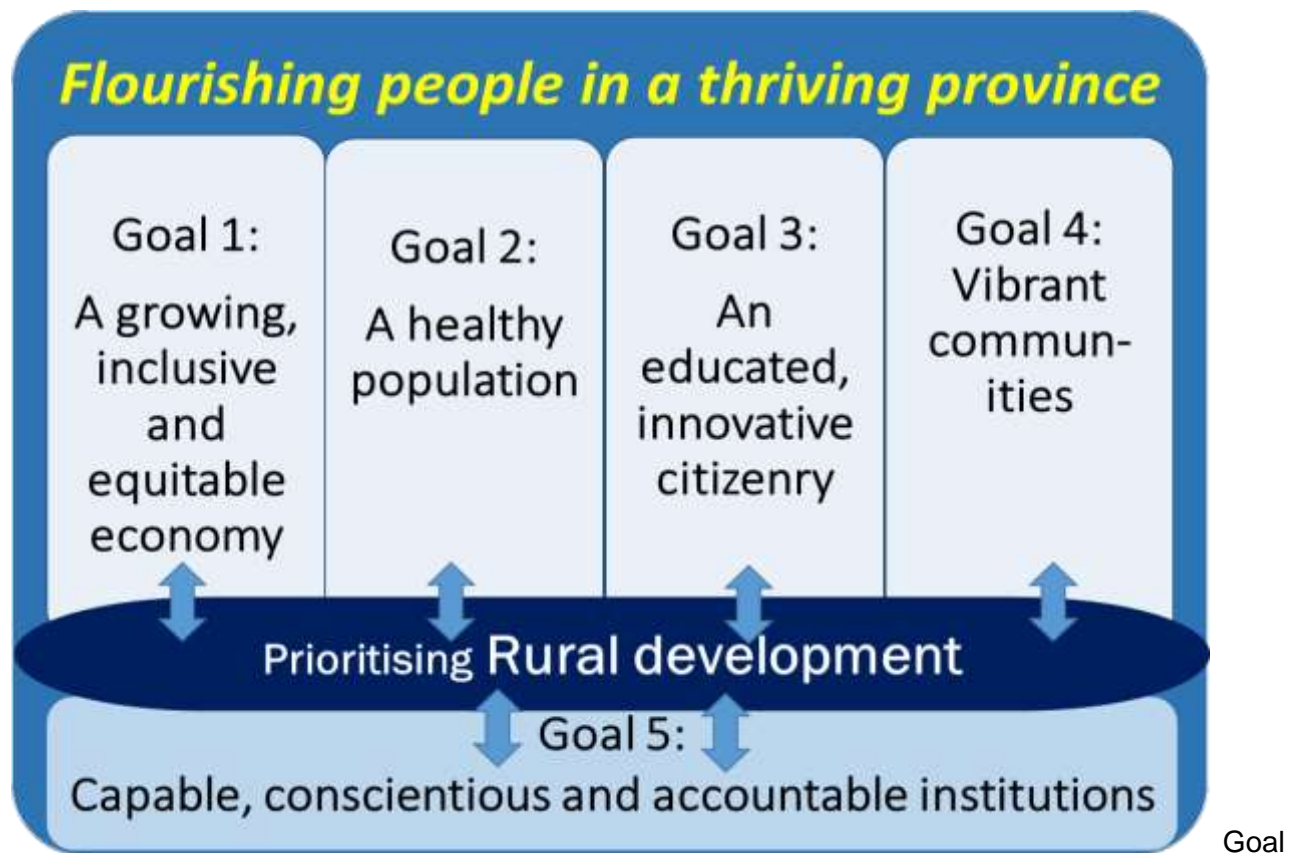 Flourishing people in a thriving province
Goal 1:
A growing,
inclusive
and
equitable
economy
Goal 2:
A healthy
population
Goal 3:
An
educated,
innovative
citizenry
Goal 4:
Vibrant
commun-
ities
Prioritising Rural development
Goal 5:
Capable, conscientious and accountable institutions
Goal